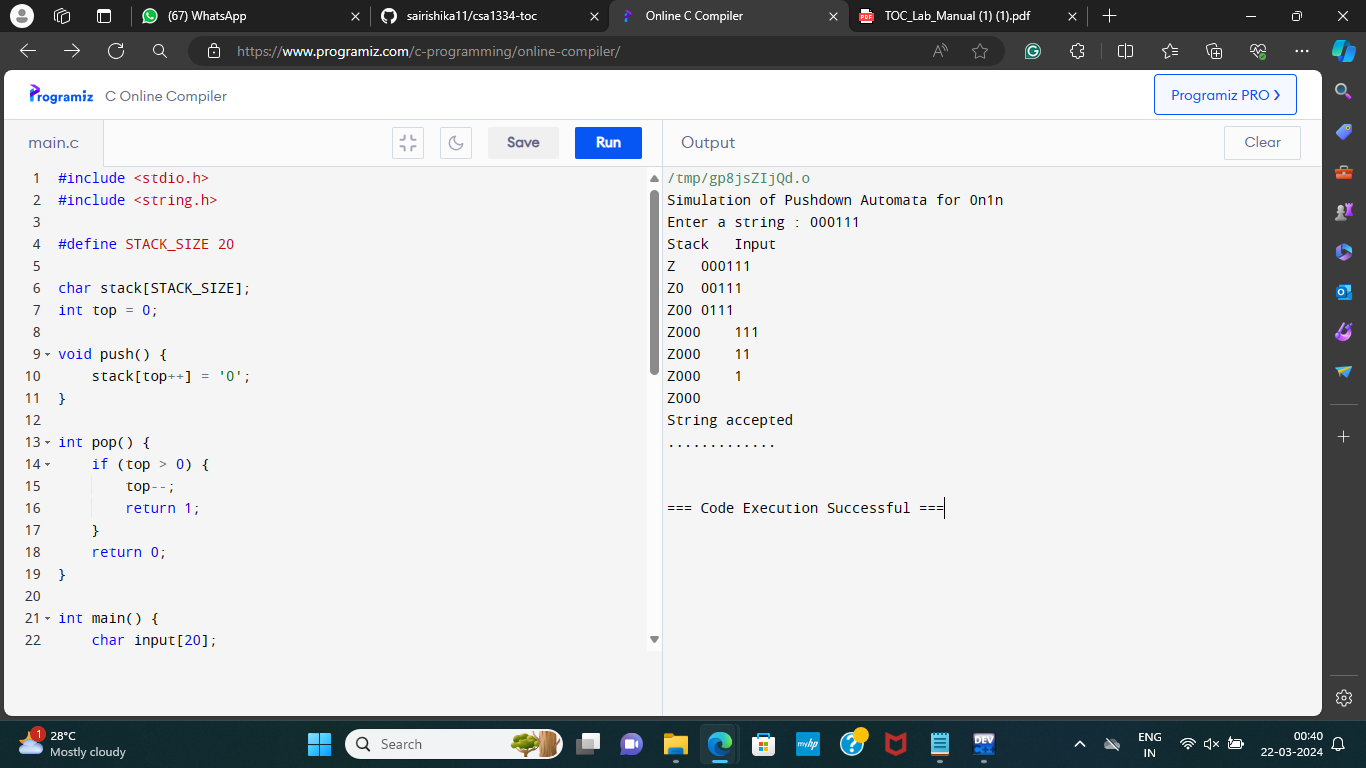 (67) WhatsApp
sairishika11/csa1334-toc
Online C Compiler
TOC_Lab_Manual (1) (1).pdf
https://www.programiz.com/c-programming/online-compiler/
Programiz C Online Compiler
Programiz PRO ❯
main.c
Save
Run
Output
Clear
1 #include <stdio.h>
2 #include <string.h>
3
4 #define STACK_SIZE 20
5
6 char stack[STACK_SIZE];
7 int top = 0;
8
9 void push() {
10 stack[top++] = '0';
11 }
12
13 int pop() {
14 if (top > 0) {
15 top--;
16 return 1;
17 }
18 return 0;
19 }
20
21 int main() {
22 char input[20];
/tmp/gp8jsZIjQd.o
Simulation of Pushdown Automata for 0n1n
Enter a string : 000111
Stack Input
Z 000111
Z0 00111
Z00 0111
Z000 111
Z000 11
Z000 1
Z000
String accepted
.............
=== Code Execution Successful ===
1
28°C
Mostly cloudy
Search
myhp
DEV
ENG
IN
00:40
22-03-2024